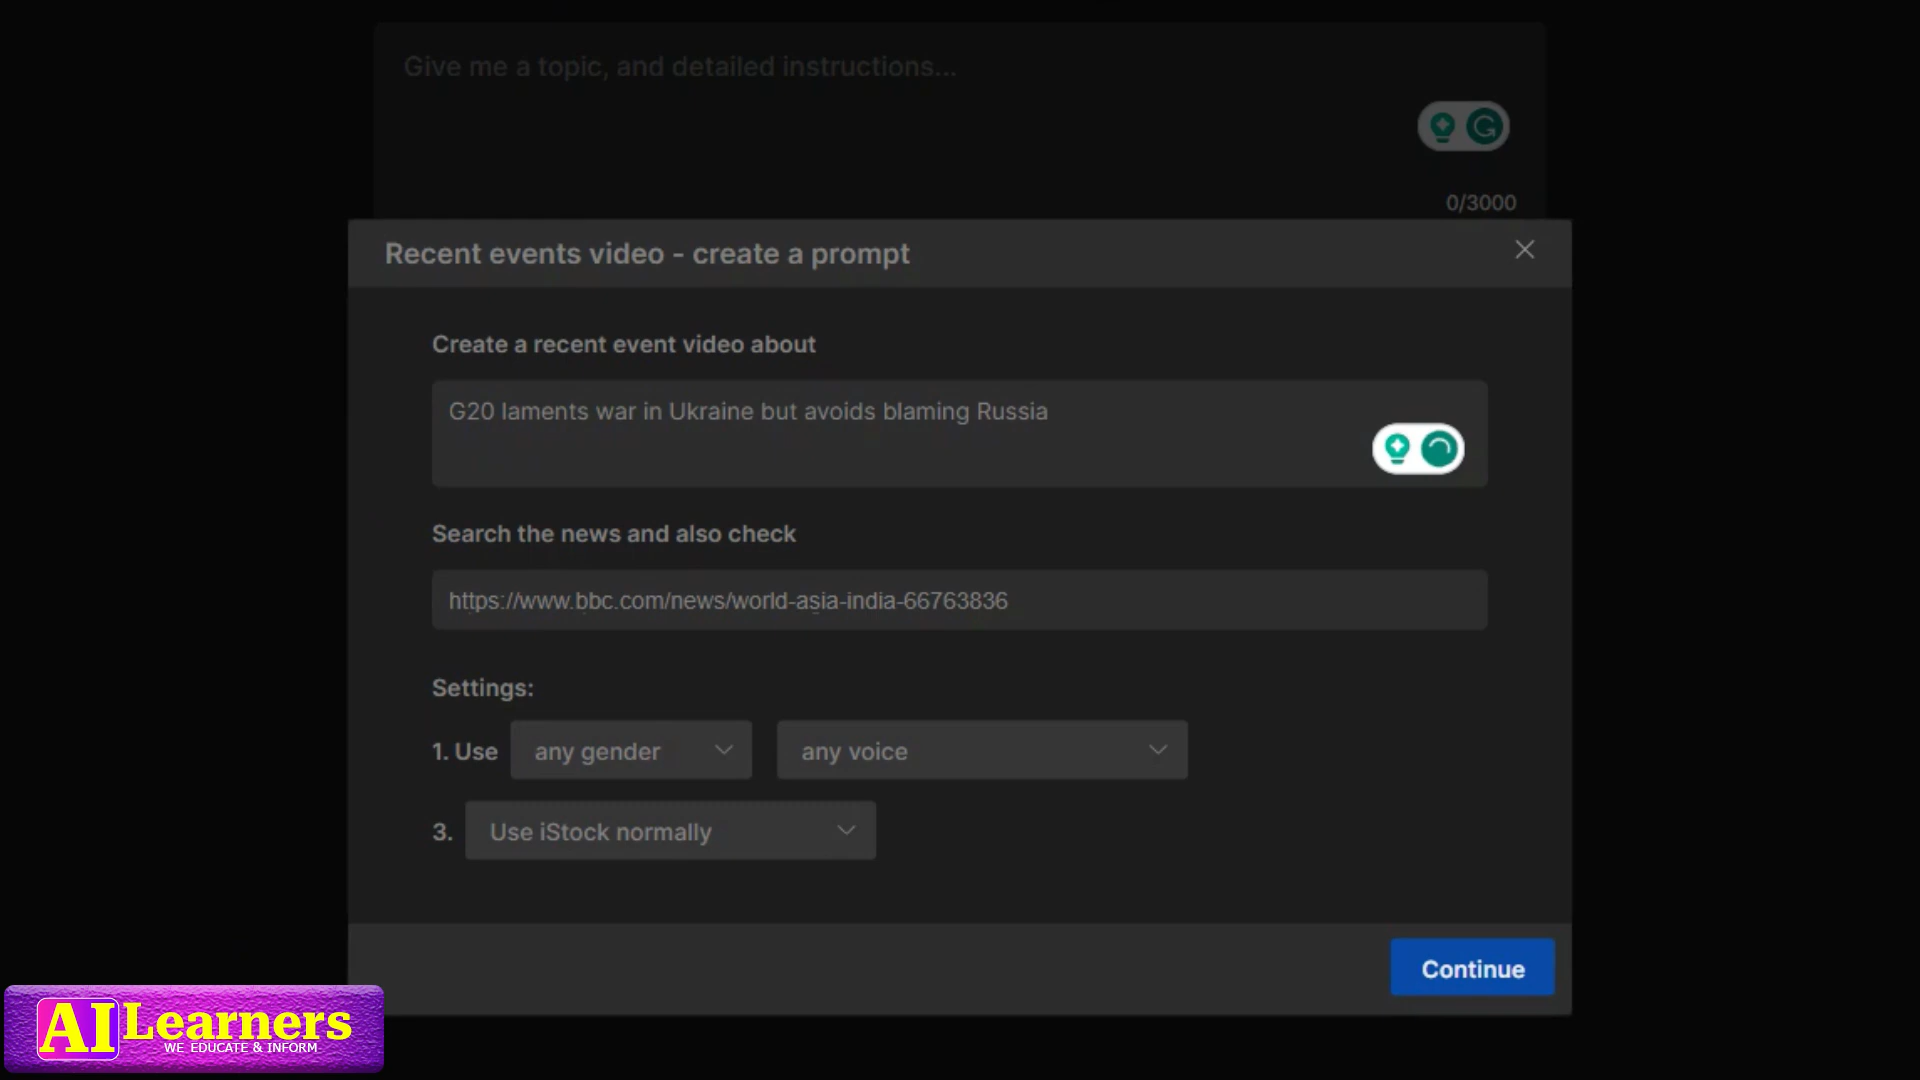 Give me a topic, and detailed instructions...
0/3000
Recent events video - create a prompt
Create a recent event video about
G20 laments war in Ukraine but avoids blaming Russia
Search the news and also check
https://www.bbc.com/news/world-asia-india-66763836
Settings:
1. Use any gender any voice
3. Use iStock normally
Continue
AI Learners
WE EDUCATE & INFORM